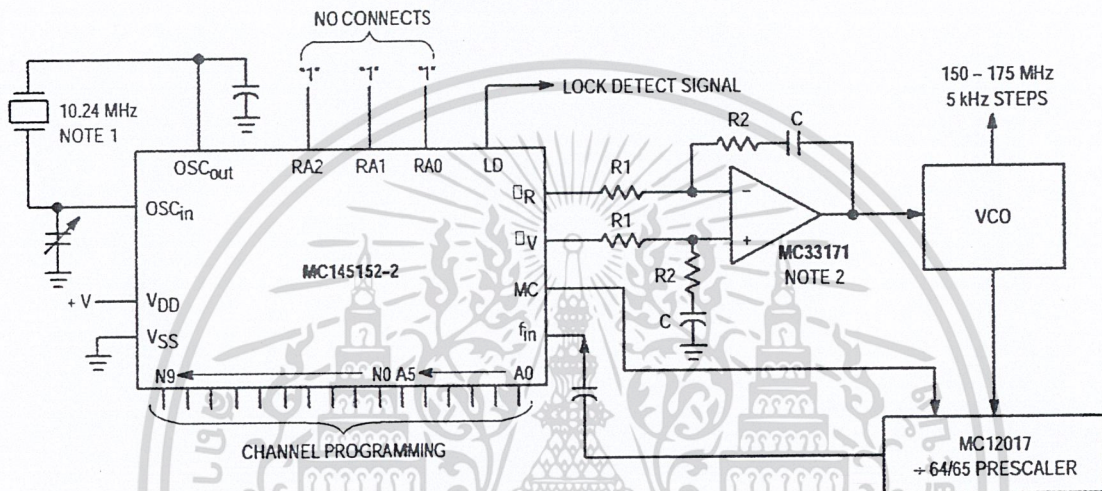 NO CONNECTS
"1" "1" "1"
LOCK DETECT SIGNAL
150 – 175 MHz
5 kHz STEPS
10.24 MHz
NOTE 1
R2 C
OSCout RA2 RA1 RA0 LD
R1
OSCin
□R
VCO
R1
□V
MC33171
NOTE 2
MC145152-2
R2
MC
+ V
VDD
C
VSS
fin
N9 N0 A5 A0
CHANNEL PROGRAMMING
MC12017
÷ 64/65 PRESCALER